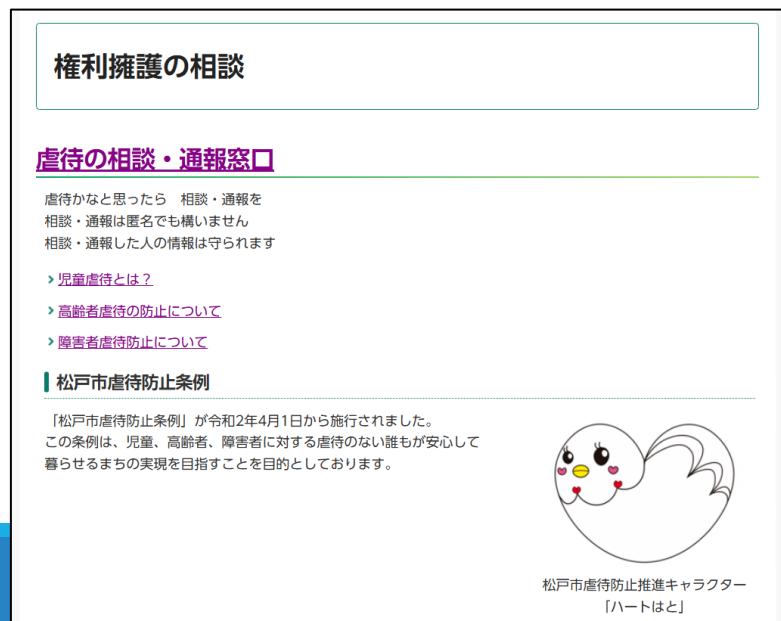 権利擁護の相談
虐待の相談・通報窓口
虐待かなと思ったら　相談・通報を
相談・通報は匿名でも構いません
相談・通報した人の情報は守られます
児童虐待とは？
高齢者虐待の防止について
障害者虐待防止について
松戸市虐待防止条例
「松戸市虐待防止条例」が令和2年4月1日から施行されました。
この条例は、児童、高齢者、障害者に対する虐待のない誰もが安心して
暮らせるまちの実現を目指すことを目的としております。
松戸市虐待防止推進キャラクター
「ハートはと」